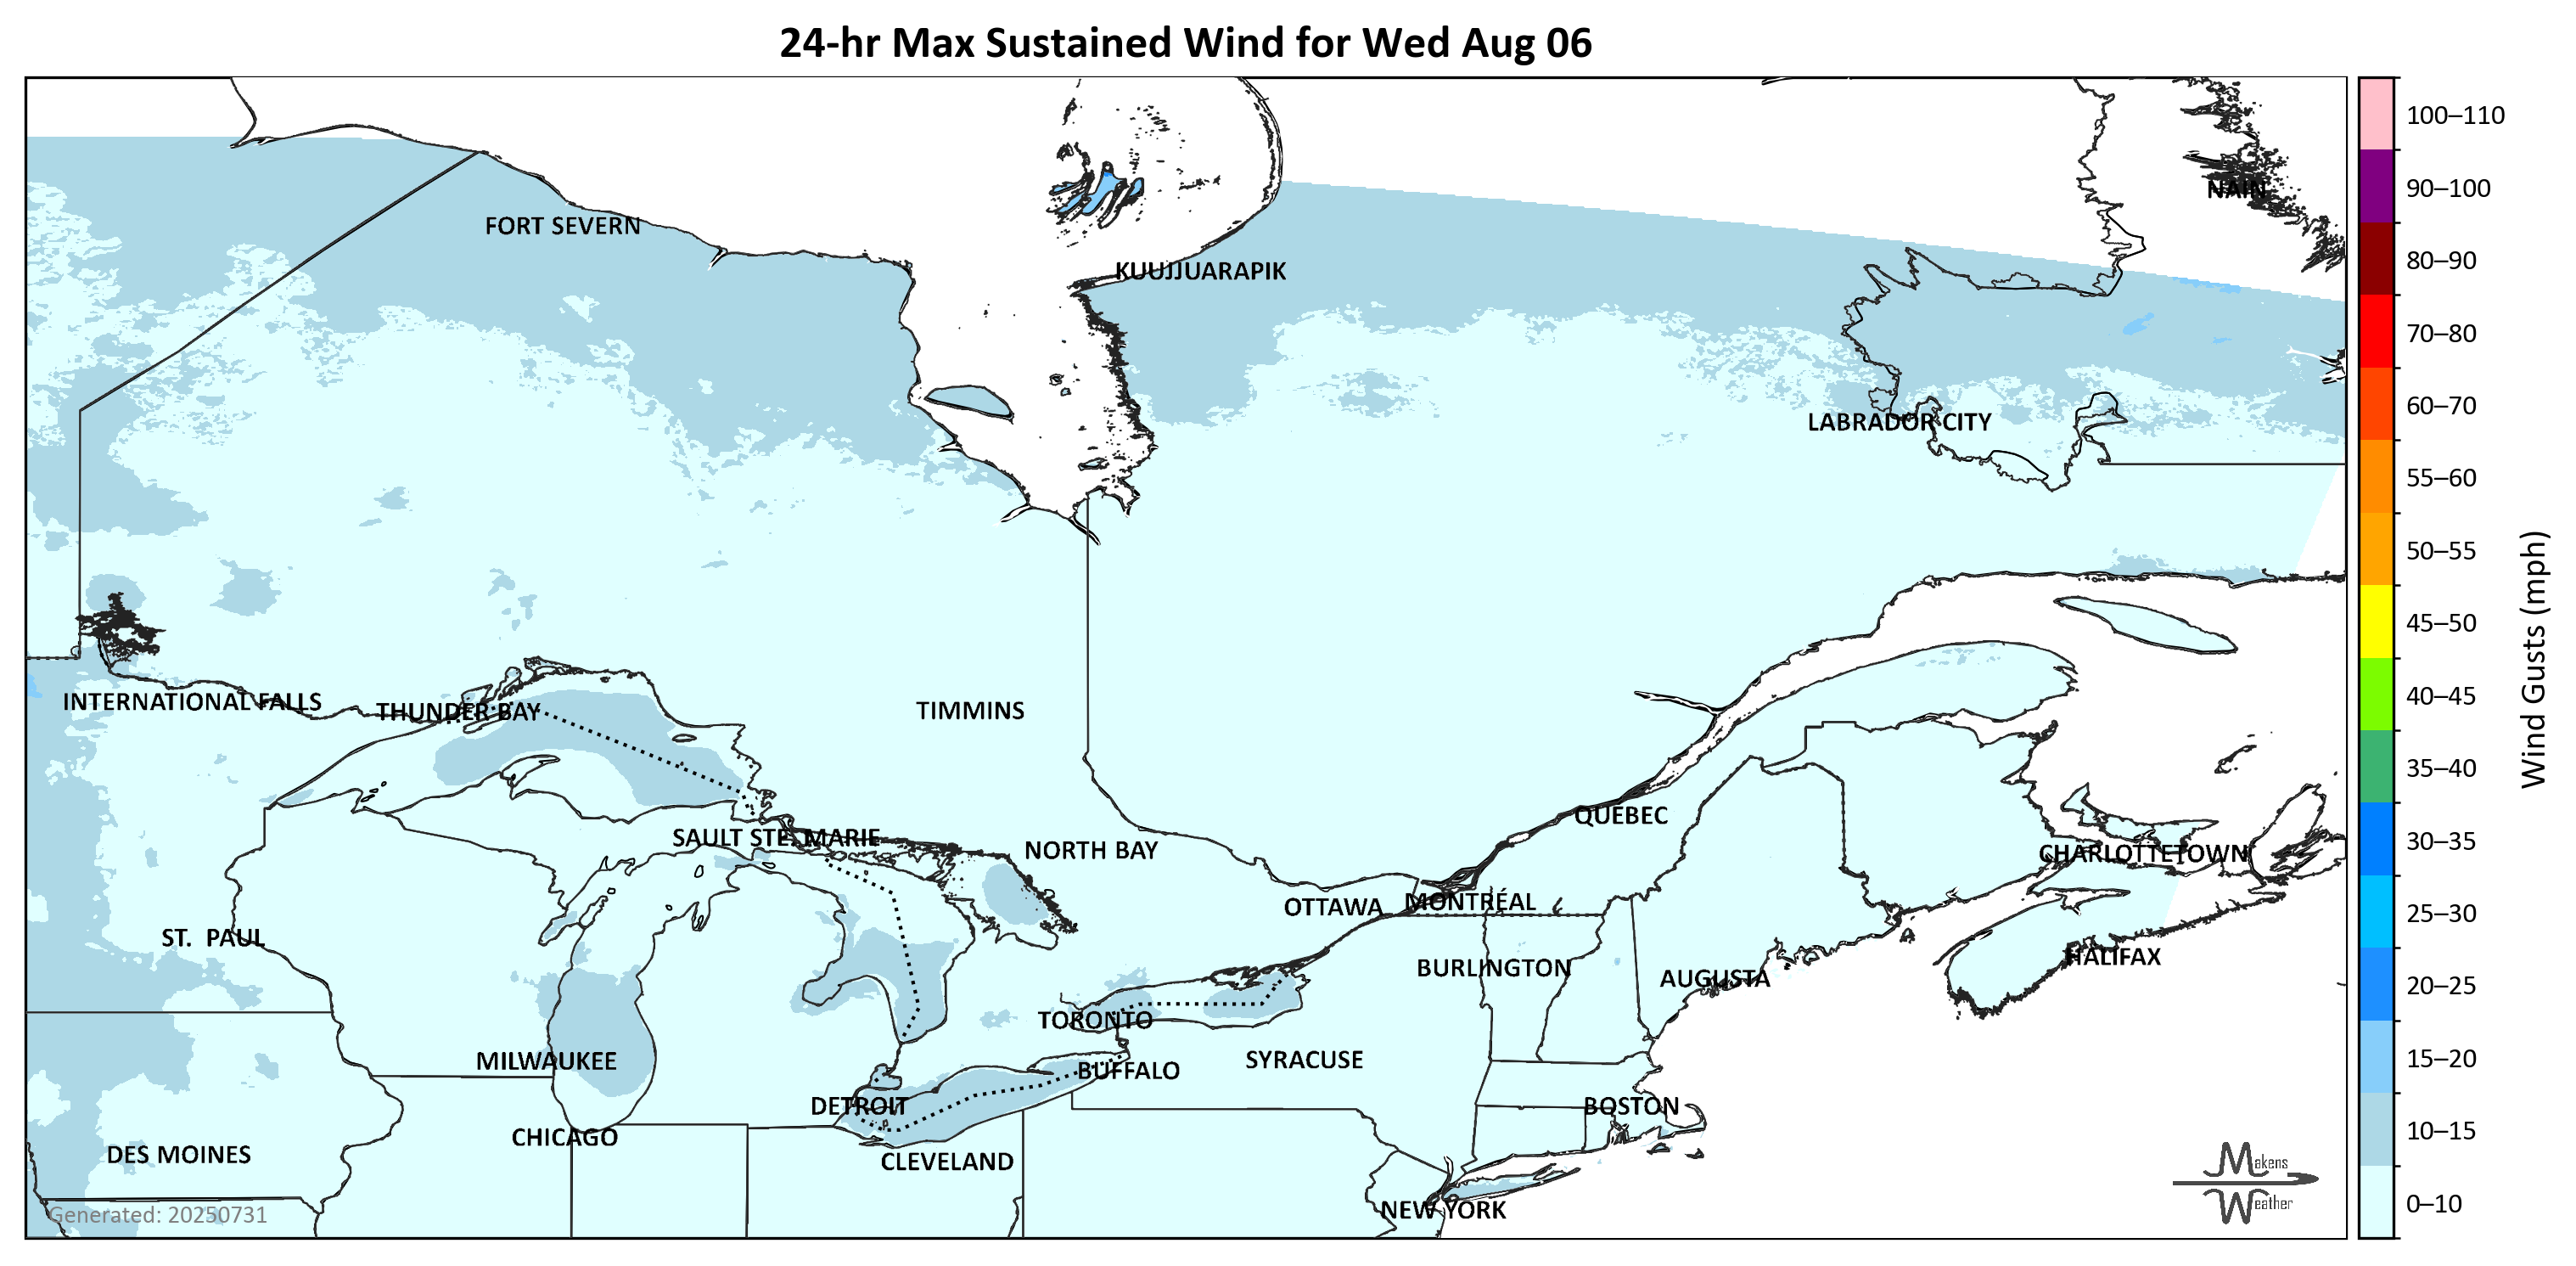 24-hr Max Sustained Wind for Wed Aug 06
100–110
90–100
NAIN
FORT SEVERN
80–90
KUUJJUARAPIK
70–80
60–70
LABRADOR CITY
55–60
50–55
45–50
Wind Gusts (mph)
40–45
INTERNATIONAL FALLS
THUNDER BAY
TIMMINS
35–40
QUEBEC
30–35
SAULT STE. MARIE
NORTH BAY
CHARLOTTETOWN
OTTAWA
MONTRÉAL
25–30
ST. PAUL
HALIFAX
BURLINGTON
AUGUSTA
20–25
TORONTO
MILWAUKEE
SYRACUSE
15–20
BUFFALO
DETROIT
BOSTON
10–15
CHICAGO
DES MOINES
CLEVELAND
Makens
Weather
0–10
NEW YORK
Generated: 20250731